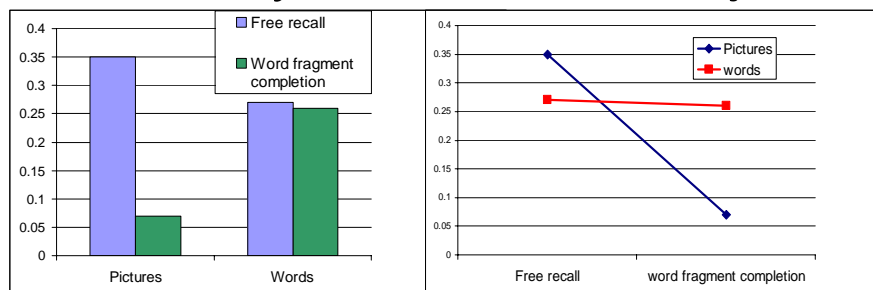 Free recall
Word fragment
completion
0.4
0.35
0.3
0.25
0.2
0.15
0.1
0.05
0
Pictures
Words
Pictures
words
0.4
0.35
0.3
0.25
0.2
0.15
0.1
0.05
0
Free recall
word fragment completion